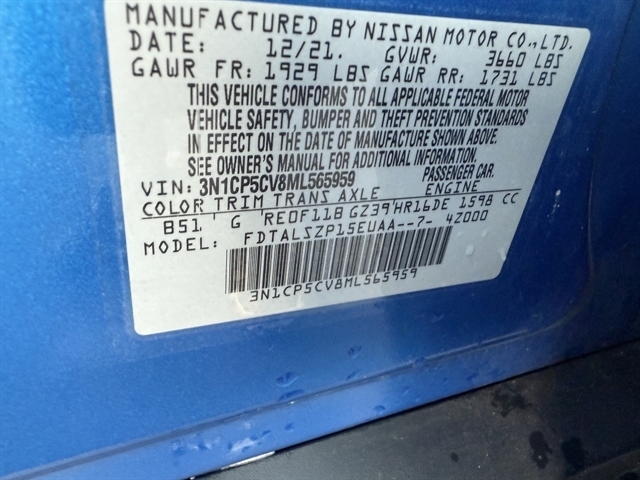 MANUFACTURED BY NISSAN MOTOR CO., LTD.
DATE: 12/21. GVWR: 3660 LBS
GAWR FR: 1929 LBS GAWR RR: 1731 LBS
THIS VEHICLE CONFORMS TO ALL APPLICABLE FEDERAL MOTOR
VEHICLE SAFETY, BUMPER AND THEFT PREVENTION STANDARDS
IN EFFECT ON THE DATE OF MANUFACTURE SHOWN ABOVE.
SEE OWNER'S MANUAL FOR ADDITIONAL INFORMATION.
VIN: 3N1CP5CV8ML565959 PASSENGER CAR.
COLOR TRIM TRANS AXLE ENGINE
B51 G RE0F11B GZ39 HR16DE 1598 CC
MODEL: FDTALSZP15EUAA--7- 42000
3N1CP5CV8ML565959